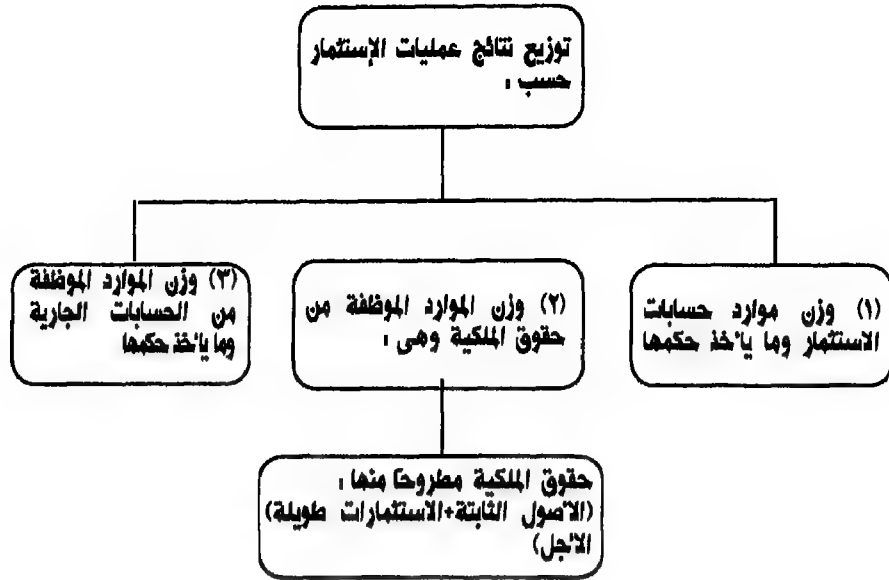 توزيع نتائج عمليات الإستثمار
حسب :
(١) وزن موارد حسابات
الاستثمار وما يأخذ حكمها
(٢) وزن الموارد الموظفة من
حقوق الملكية وهى :
(٣) وزن الموارد الموظفة
من الحسابات الجارية
وما يأخذ حكمها
حقوق الملكية مطروحاً منها :
(الأصول الثابتة+الاستثمارات طويلة)
الأجل)